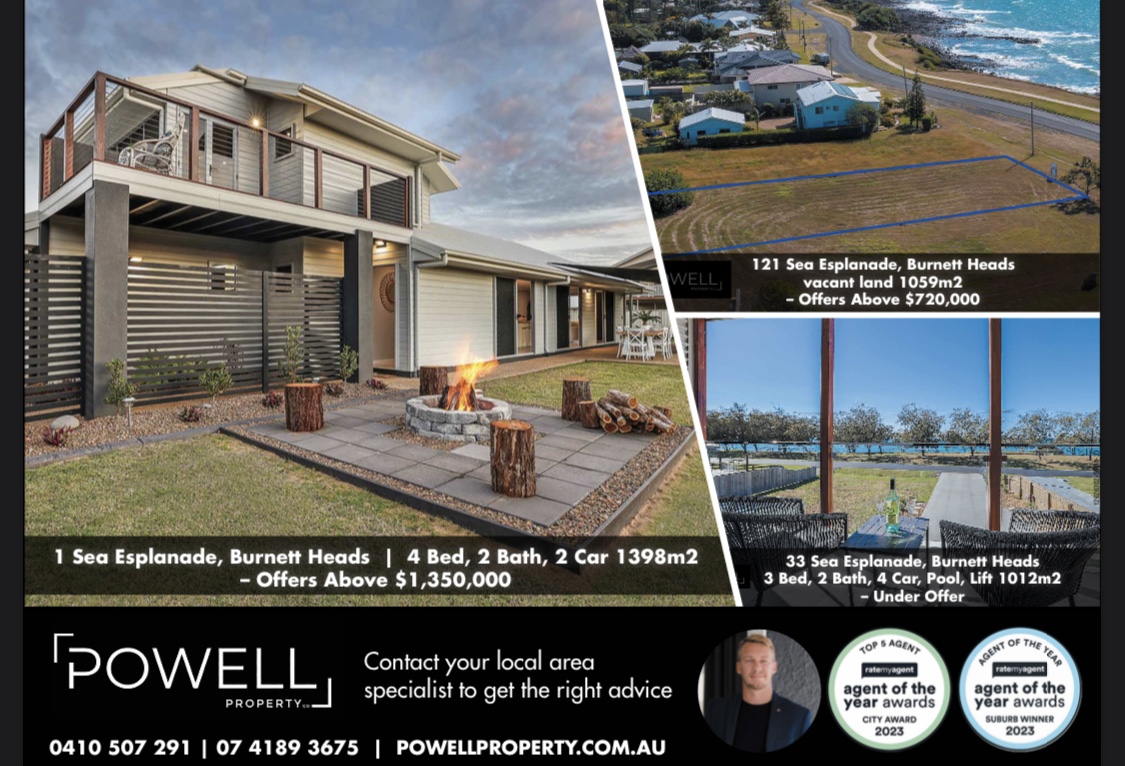 121 Sea Esplanade, Burnett Heads
vacant land 1059m2
– Offers Above $720,000
WELL
1 Sea Esplanade, Burnett Heads | 4 Bed, 2 Bath, 2 Car 1398m2
– Offers Above $1,350,000
33 Sea Esplanade, Burnett Heads
3 Bed, 2 Bath, 4 Car, Pool, Lift 1012m2
– Under Offer
POWELL
PROPERTY
Contact your local area
specialist to get the right advice
TOP 5 AGENT
ratemyagent
agent of the
year awards
CITY AWARD
2023
AGENT OF THE YEAR
ratemyagent
agent of the
year awards
SUBURB WINNER
2023
0410 507 291 | 07 4189 3675 | POWELLPROPERTY.COM.AU